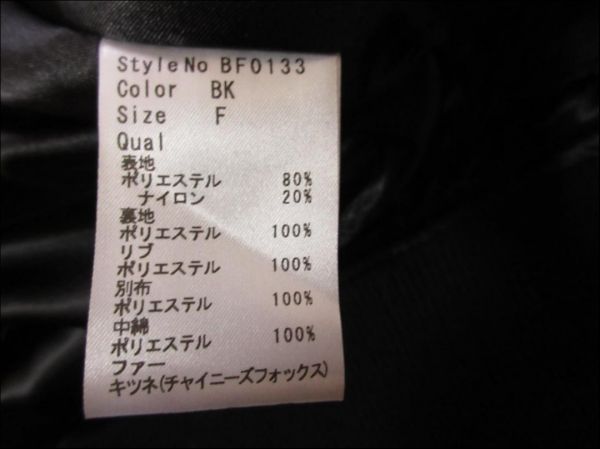 Style No BF0133
Color BK
Size F
Qual
表地
ポリエステル 80%
ナイロン 20%
裏地
ポリエステル 100%
リブ
ポリエステル 100%
別布
ポリエステル 100%
中綿
ポリエステル 100%
ファー
キツネ(チャイニーズフォックス)